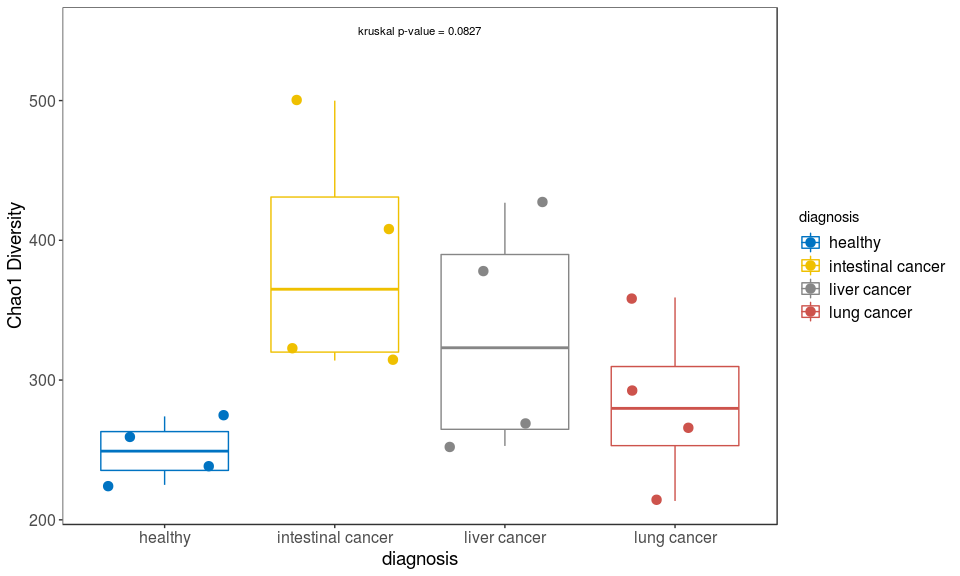 kruskal p-value = 0.0827
500
400
300
200
Chao1 Diversity
healthy
intestinal cancer
liver cancer
lung cancer
diagnosis
diagnosis
healthy
intestinal cancer
liver cancer
lung cancer